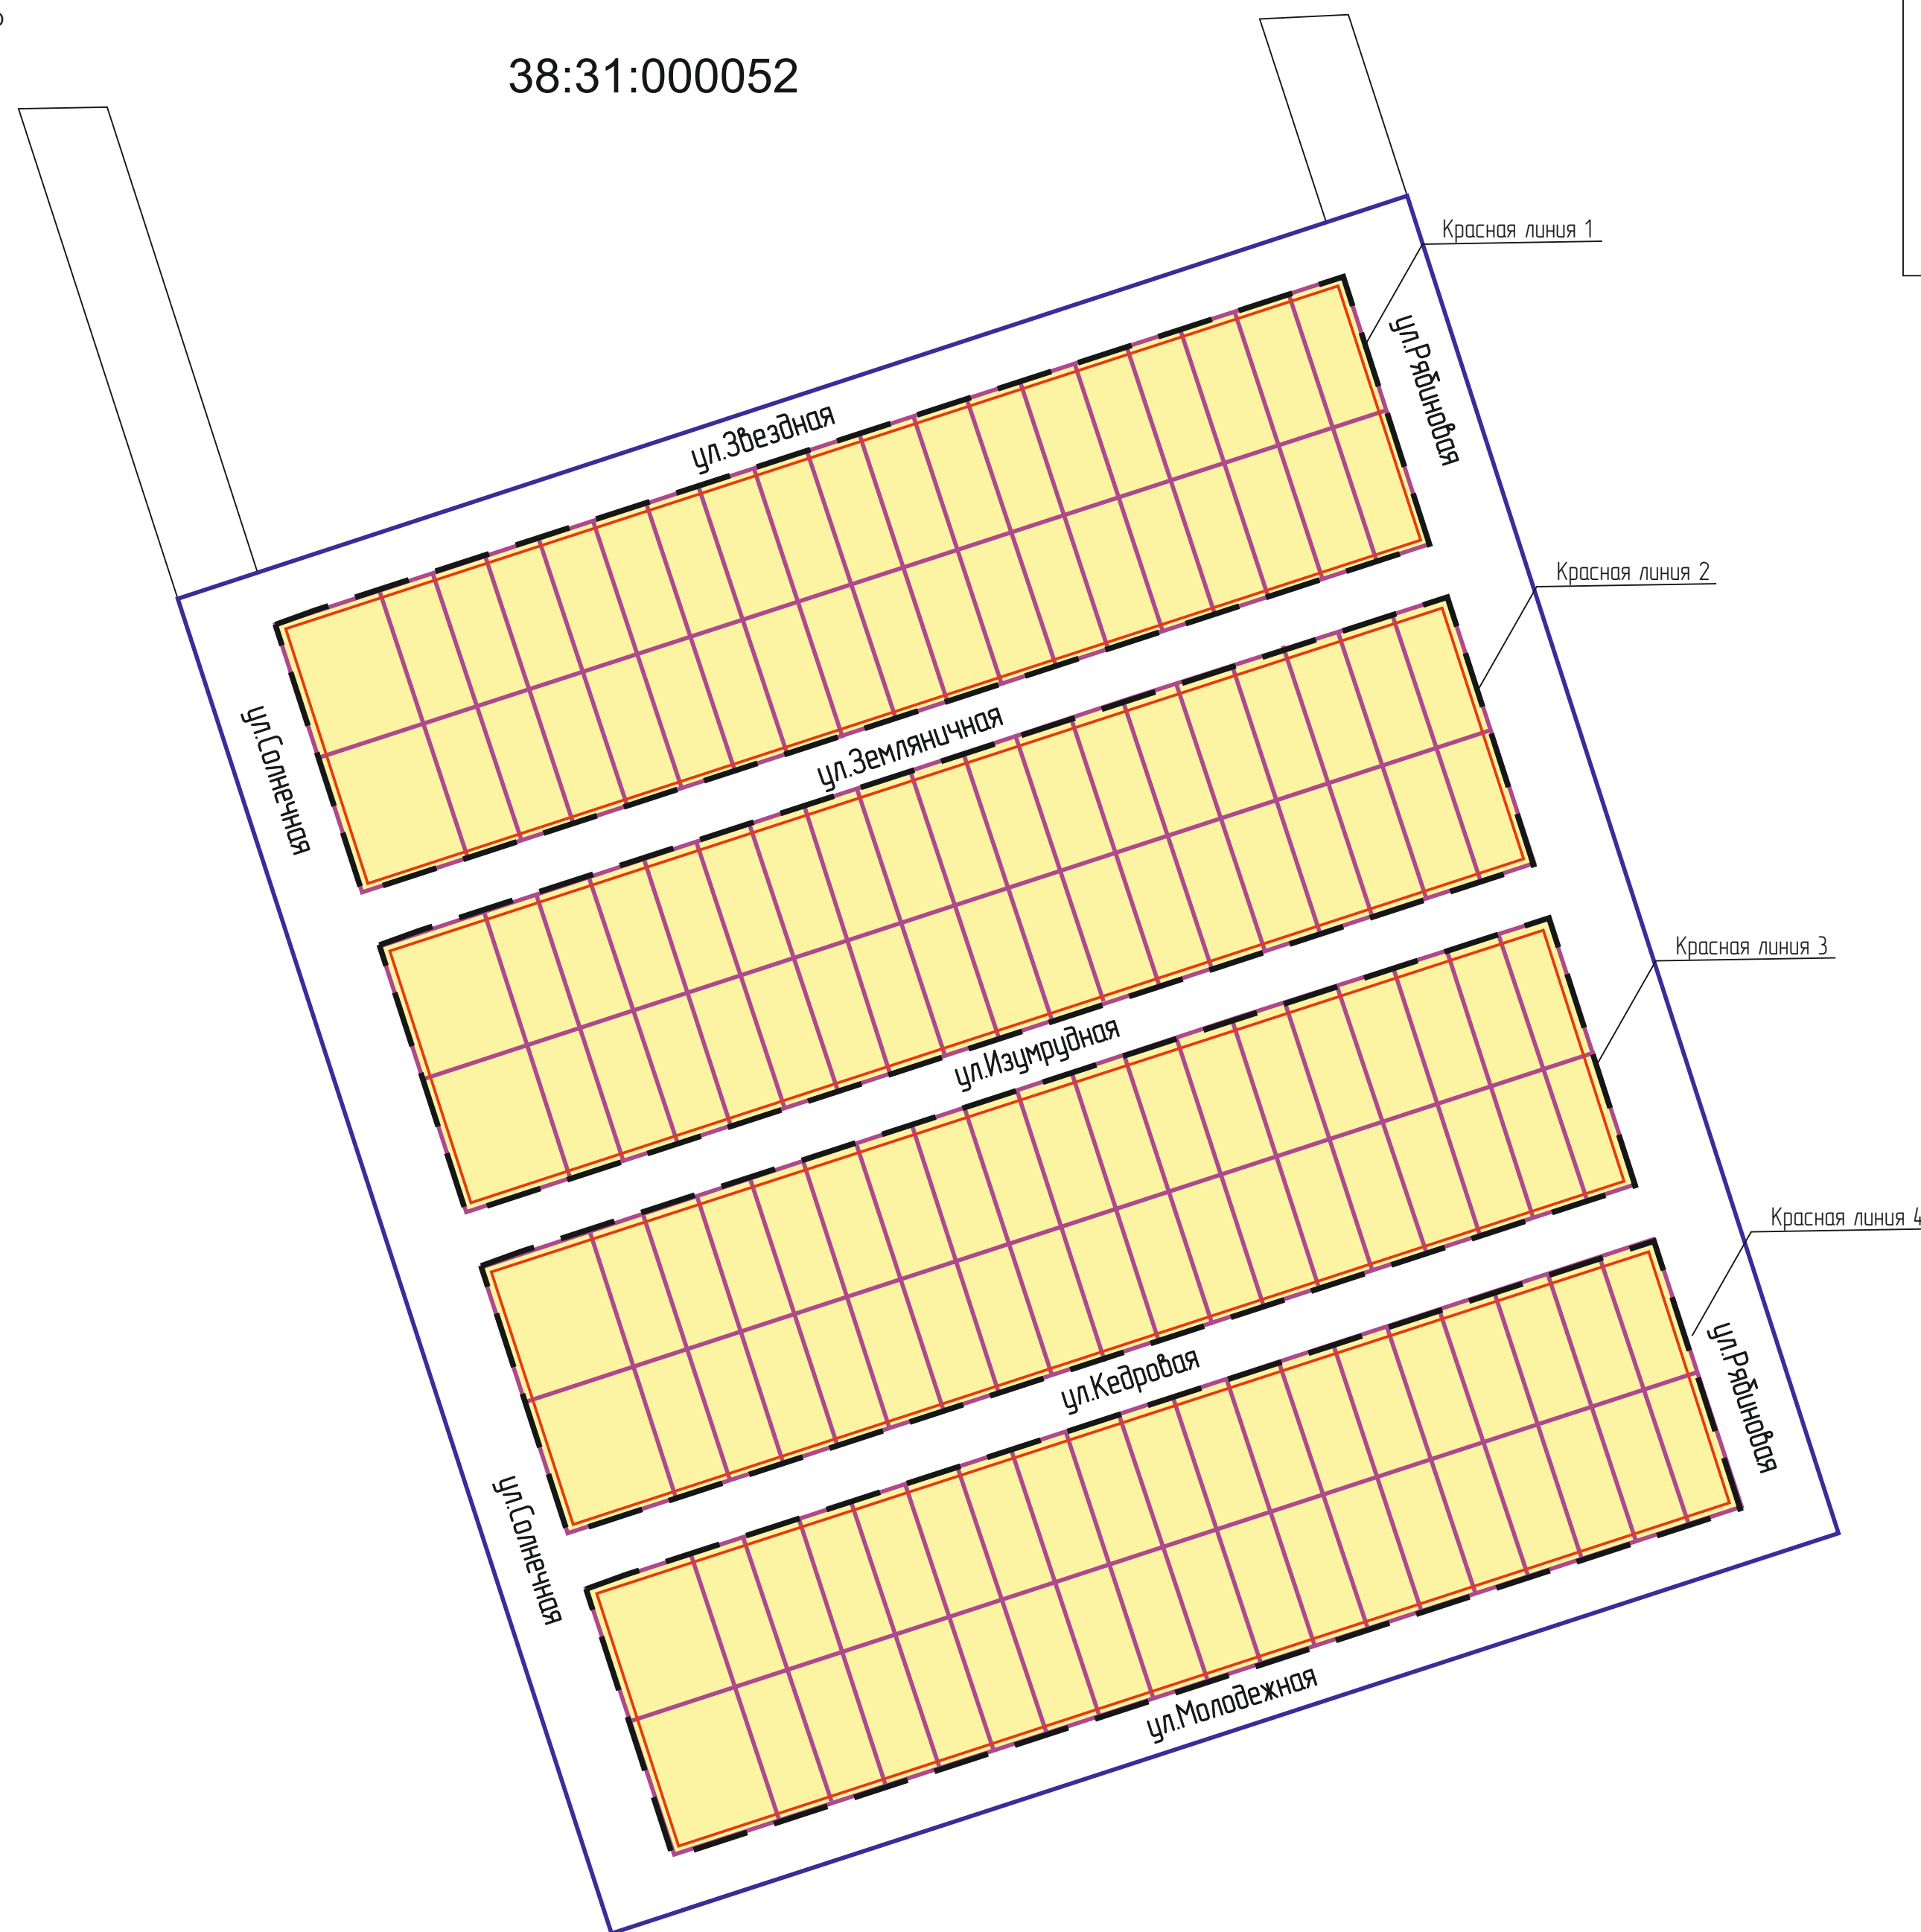 38:31:000052
Красная линия 1
ул.Рябиновая
ул.Звездная
Красная линия 2
ул.Солнечная
ул.Земляничная
Красная линия 3
ул.Изумрудная
Красная линия 4
ул.Рябиновая
ул.Кедровая
ул.Солнечная
ул.Молодежная